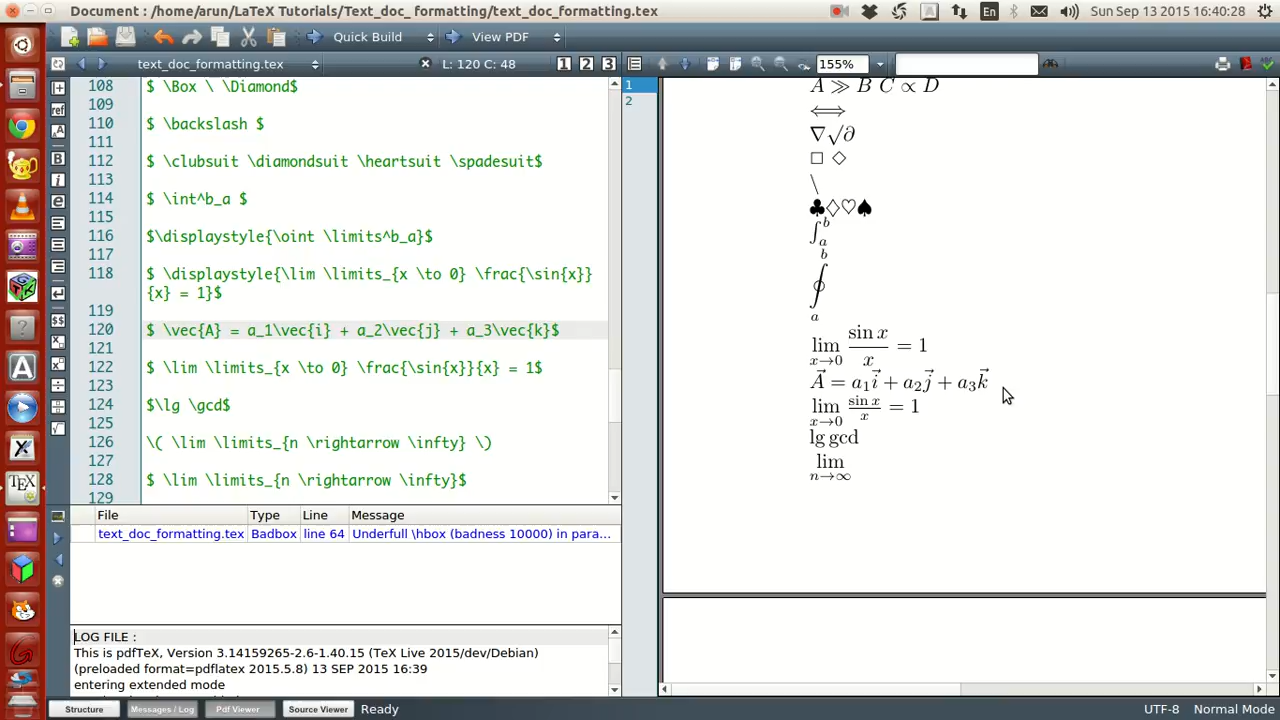 Document : /home/arun/LaTeX Tutorials/Text_doc_ formatting/text_doc_formatting.tex
En
Sun Sep 13 2015 16:40:28
Quick Build
View PDF
text_doc_formatting.tex
L: 120 C: 48
1 2 3
155%
108 $ \Box \ \Diamond$
109
110 $ \backslash $
111
112 $ \clubsuit \diamondsuit \heartsuit \spadesuit$
113
114 $ \int^b_a $
115
116 $\displaystyle{\oint \limits^b_a}$
117
118 $ \displaystyle{\lim \limits_{x \to 0} \frac{\sin{x}}
{x} = 1}$
119
120 $ \vec{A} = a_1\vec{i} + a_2\vec{j} + a_3\vec{k}$
121
122 $ \lim \limits_{x \to 0} \frac{\sin{x}}{x} = 1$
123
124 $\lg \gcd$
125
126 \( \lim \limits_{n \rightarrow \infty} \)
127
128 $ \lim \limits_{n \rightarrow \infty}$
129
ref
1
2
A ≫ B C ∝ D
⟺
∇√∂
□ ◇
\
♣♢♡♠
∫ b a
b
∮
a
lim x→0 sin x / x = 1
A⃗ = a₁i⃗ + a₂j⃗ + a₃k⃗
lim x→0 sin x / x = 1
lg gcd
lim
n→∞
File Type Line Message
text_doc_formatting.tex Badbox line 64 Underfull \hbox (badness 10000) in para...
LOG FILE :
This is pdfTeX, Version 3.14159265-2.6-1.40.15 (TeX Live 2015/dev/Debian)
(preloaded format=pdflatex 2015.5.8) 13 SEP 2015 16:39
entering extended mode
Structure
Messages / Log
Pdf Viewer
Source Viewer
Ready
UTF-8
Normal Mode